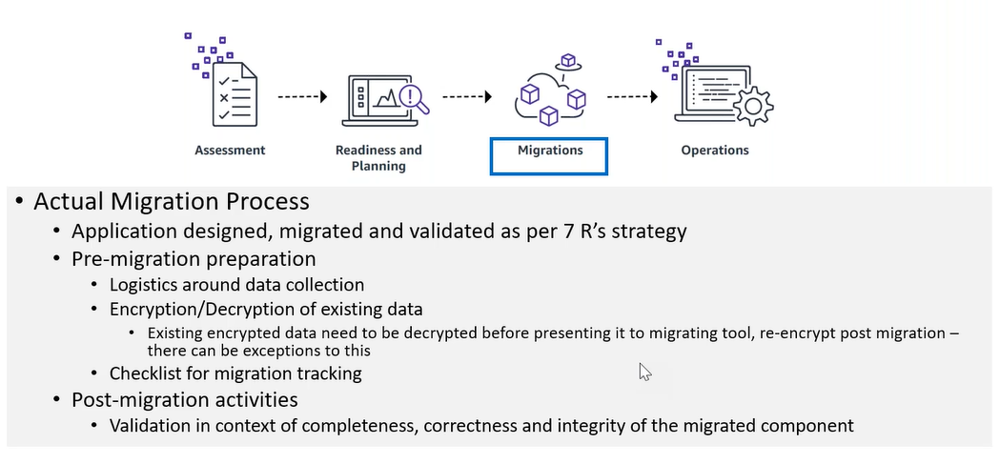 Assessment
Readiness and
Planning
Migrations
Operations
• Actual Migration Process
• Application designed, migrated and validated as per 7 R's strategy
• Pre-migration preparation
• Logistics around data collection
• Encryption/Decryption of existing data
• Existing encrypted data need to be decrypted before presenting it to migrating tool, re-encrypt post migration –
there can be exceptions to this
• Checklist for migration tracking
• Post-migration activities
• Validation in context of completeness, correctness and integrity of the migrated component